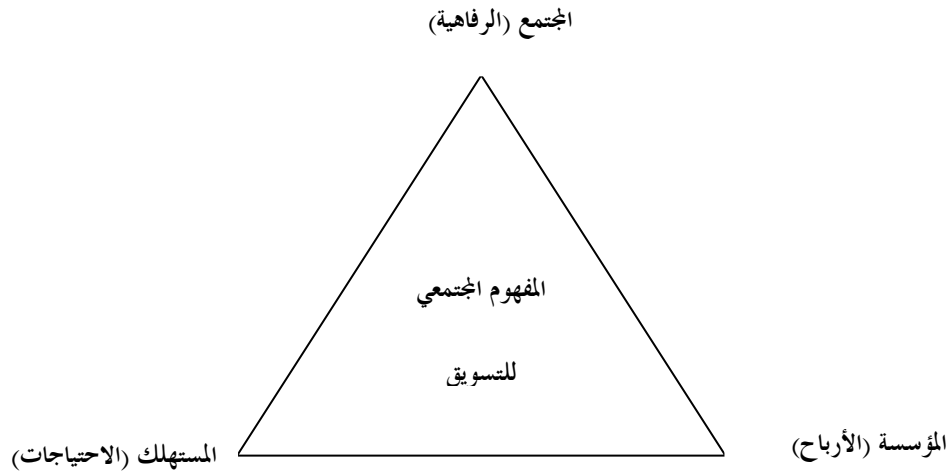 المجتمع (الرفاهية)
المفهوم المجتمعي
للتسويق
المؤسسة (الأرباح)
المستهلك (الاحتياجات)